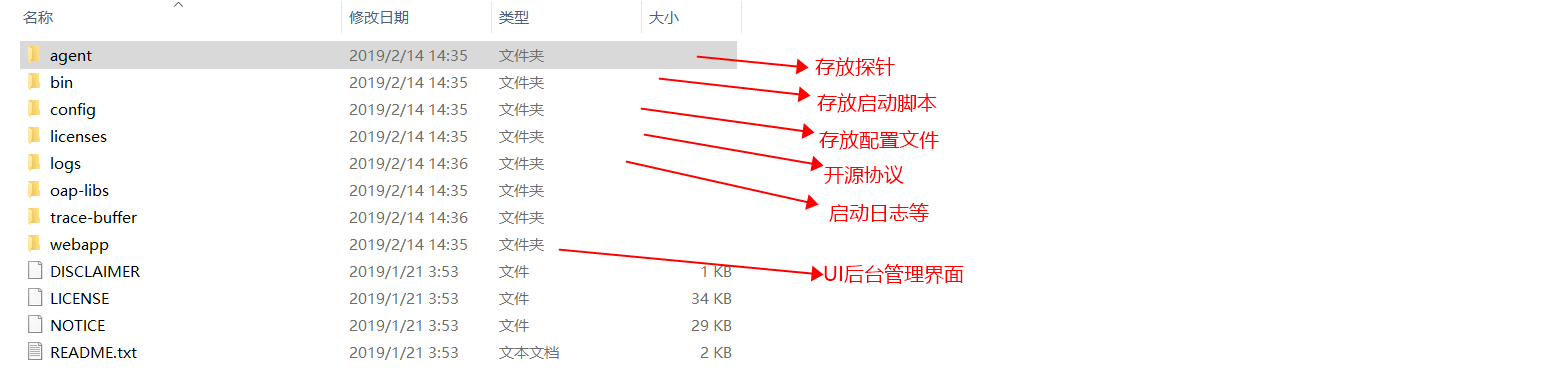 名称 修改日期 类型 大小
agent 2019/2/14 14:35 文件夹 存放探针
bin 2019/2/14 14:35 文件夹 存放启动脚本
config 2019/2/14 14:35 文件夹 存放配置文件
licenses 2019/2/14 14:35 文件夹 开源协议
logs 2019/2/14 14:36 文件夹 启动日志等
oap-libs 2019/2/14 14:35 文件夹
trace-buffer 2019/2/14 14:36 文件夹
webapp 2019/2/14 14:35 文件夹 UI后台管理界面
DISCLAIMER 2019/1/21 3:53 文件 1 KB
LICENSE 2019/1/21 3:53 文件 34 KB
NOTICE 2019/1/21 3:53 文件 29 KB
README.txt 2019/1/21 3:53 文本文档 2 KB